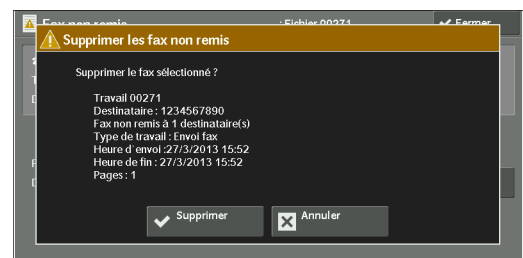 Fax non remis : Fichier 00271 Fermer
Supprimer les fax non remis
Supprimer le fax sélectionné ?
Travail 00271
Destinataire : 1234567890
Fax non remis à 1 destinataire(s)
Type de travail : Envoi fax
Heure d'envoi :27/3/2013 15:52
Heure de fin : 27/3/2013 15:52
Pages : 1
Supprimer Annuler